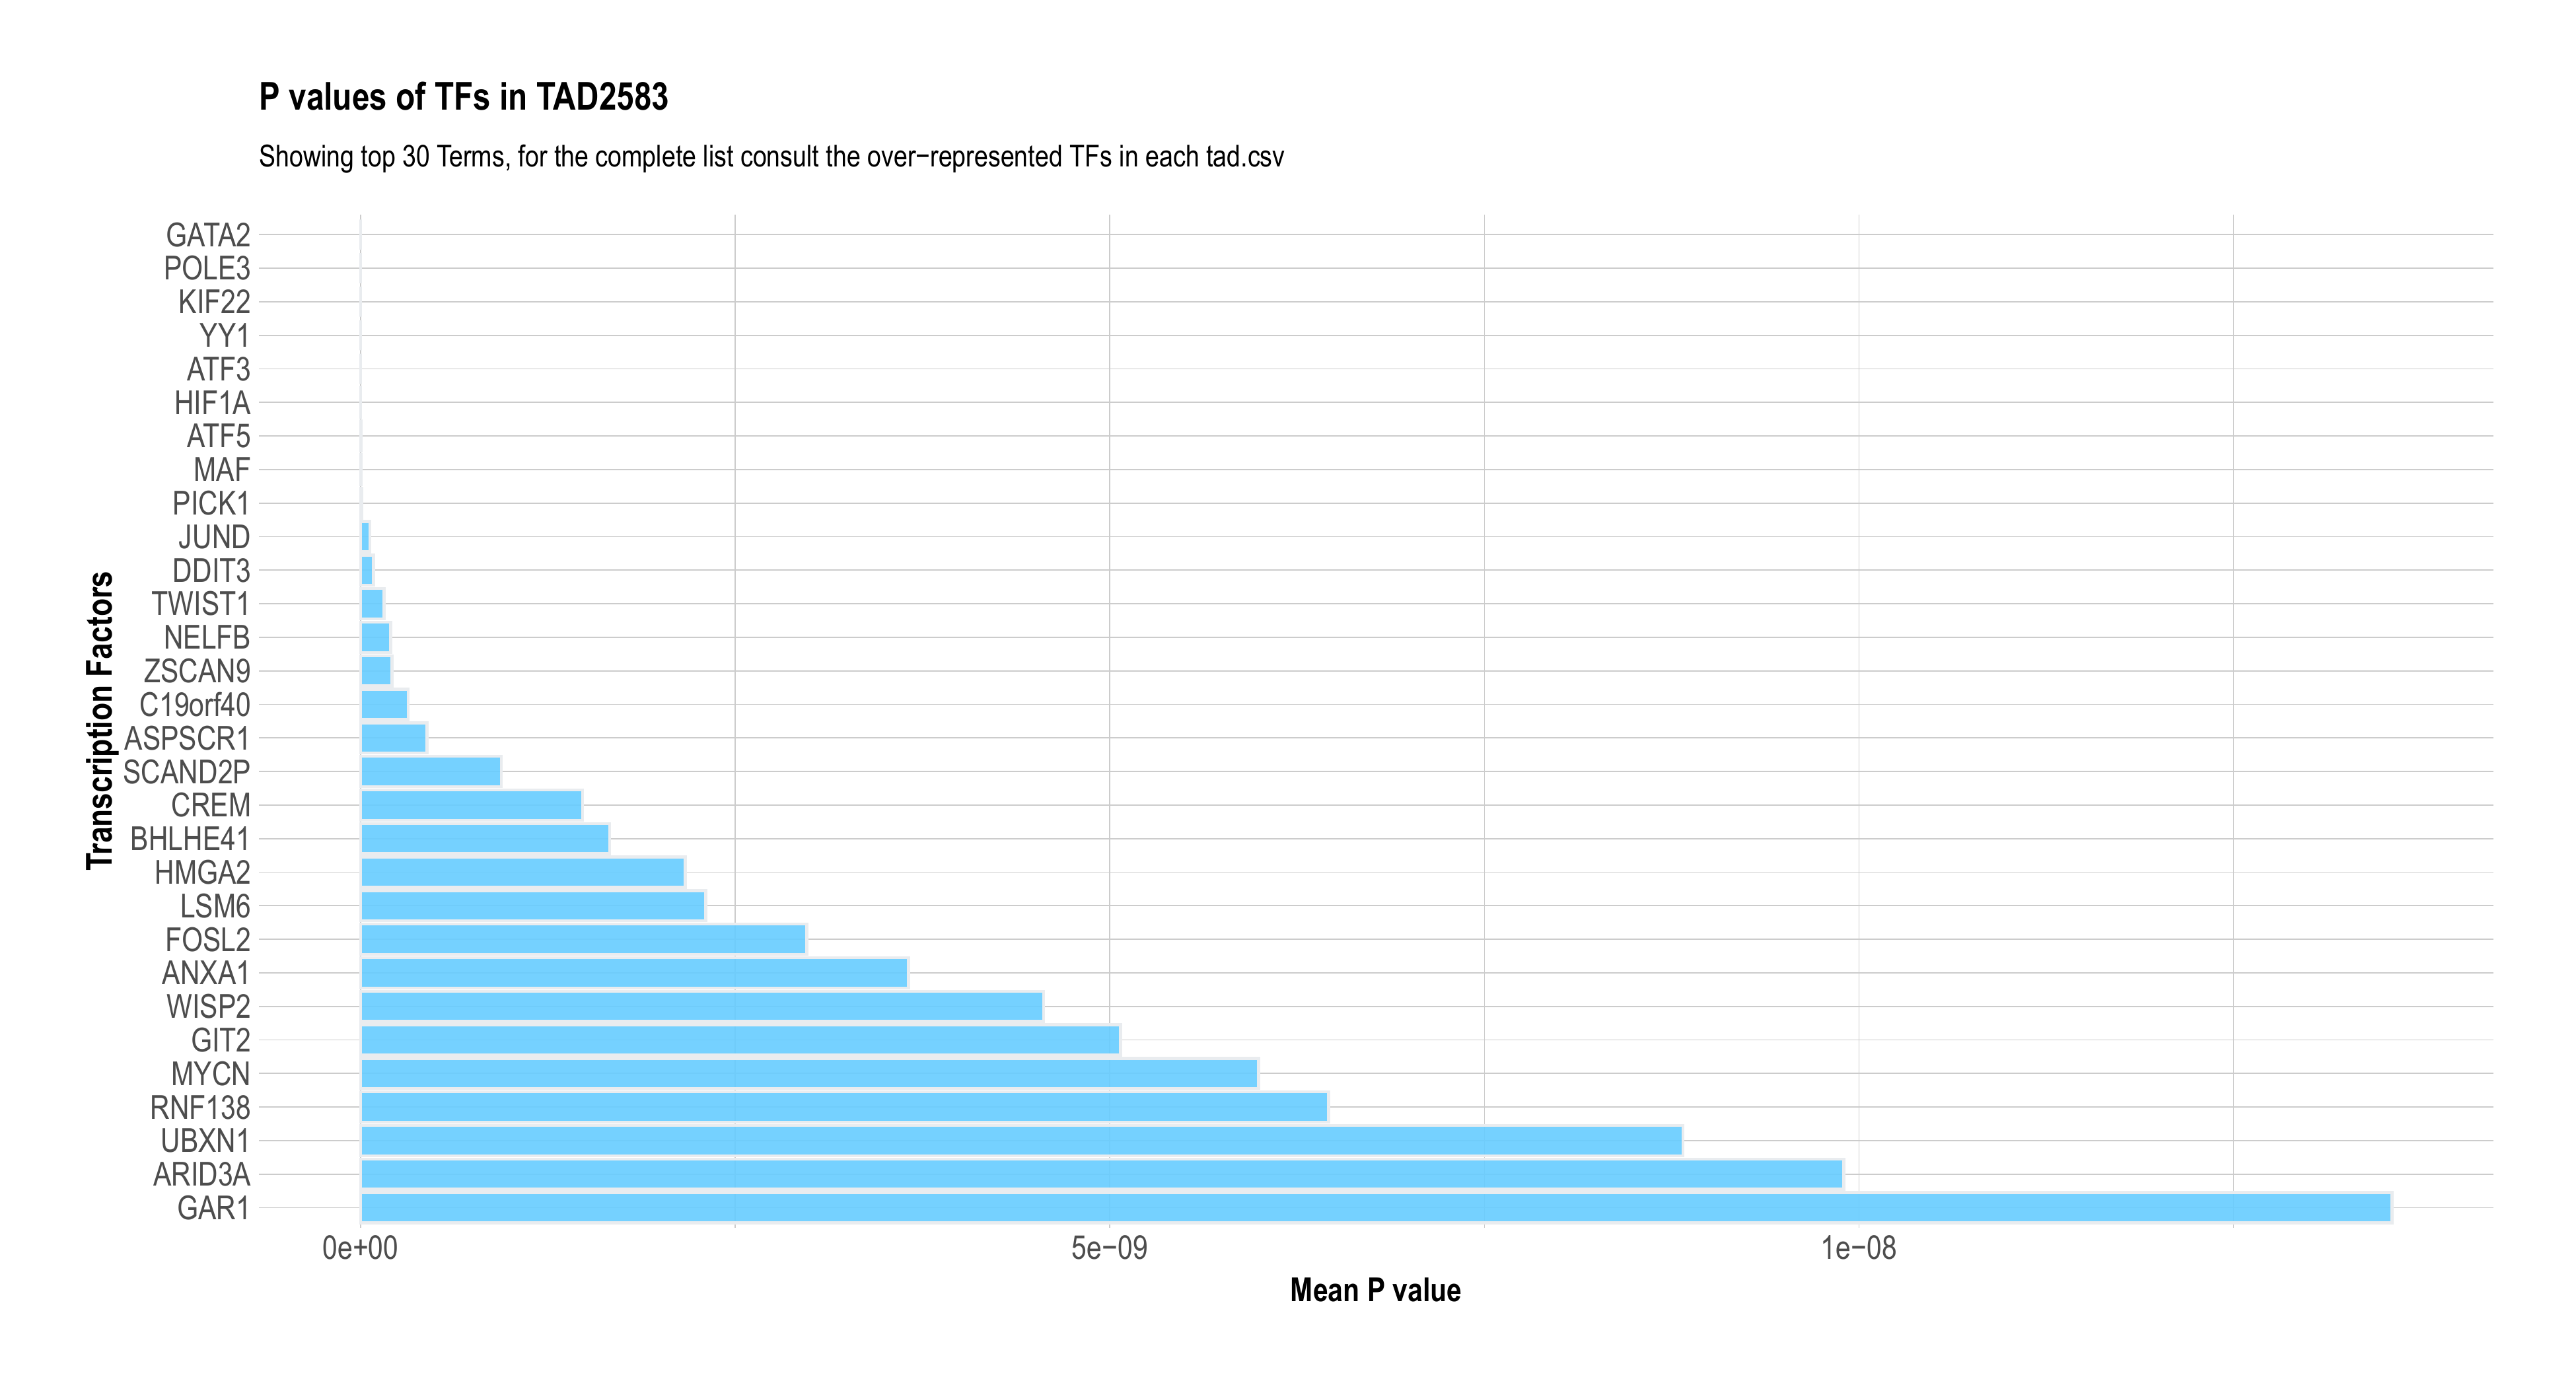 P values of TFs in TAD2583
Showing top 30 Terms, for the complete list consult the over−represented TFs in each tad.csv
Transcription Factors
GATA2
POLE3
KIF22
YY1
ATF3
HIF1A
ATF5
MAF
PICK1
JUND
DDIT3
TWIST1
NELFB
ZSCAN9
C19orf40
ASPSCR1
SCAND2P
CREM
BHLHE41
HMGA2
LSM6
FOSL2
ANXA1
WISP2
GIT2
MYCN
RNF138
UBXN1
ARID3A
GAR1
0e+00 5e−09 1e−08
Mean P value